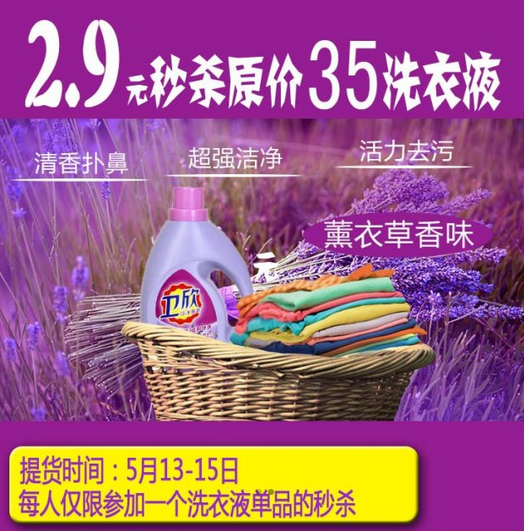 2.9元秒杀原价35洗衣液
清香扑鼻
超强洁净
活力去污
薰衣草香味
元
卫欣
提货时间：5月13-15日
每人仅限参加一个洗衣液单品的秒杀